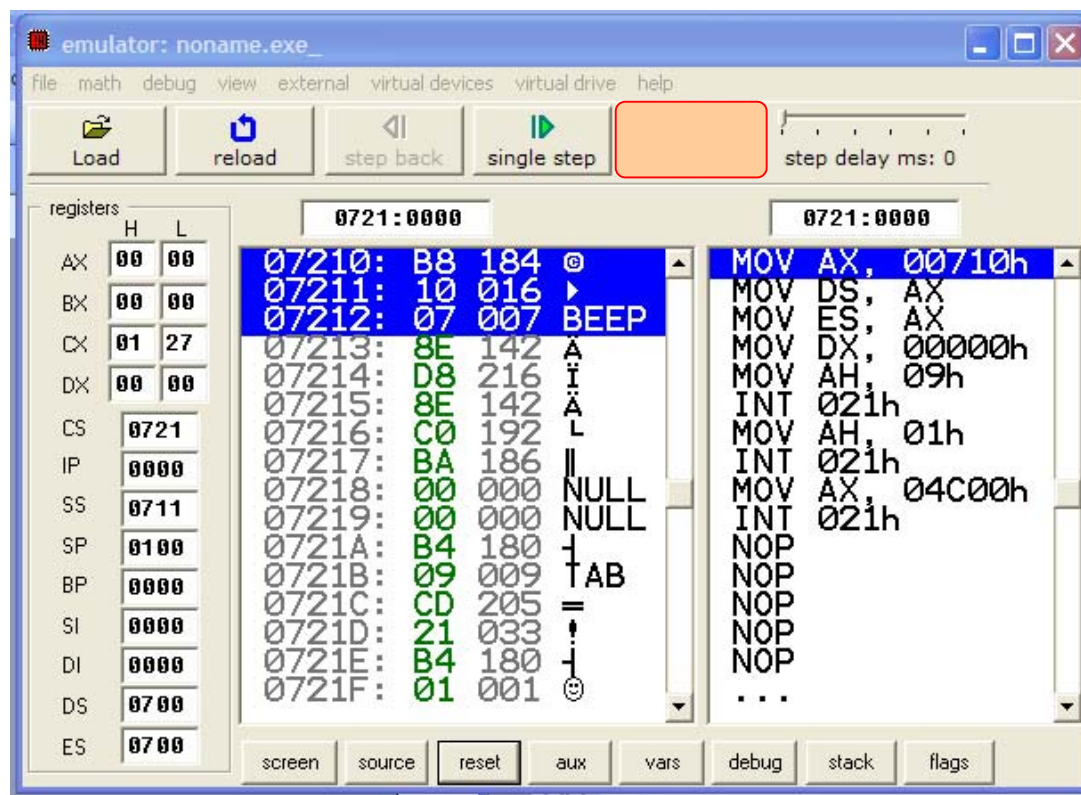 emulator: noname.exe_
file math debug view external virtual devices virtual drive help
Load reload step back single step step delay ms: 0
registers
H L
0721:0000 0721:0000
AX 00 00
BX 00 00
CX 01 27
DX 00 00
CS 0721
IP 0000
SS 0711
SP 0100
BP 0000
SI 0000
DI 0000
DS 0700
ES 0700
07210: B8 184
07211: 10 016
07212: 07 007 BEEP
07213: 8E 142 Ä
07214: D8 216 Ï
07215: 8E 142 Ä
07216: C0 192 └
07217: BA 186 ║
07218: 00 000 NULL
07219: 00 000 NULL
0721A: B4 180 ┤
0721B: 09 009 TAB
0721C: CD 205 =
0721D: 21 033 !
0721E: B4 180 ┤
0721F: 01 001 ☺
MOV AX, 00710h
MOV DS, AX
MOV ES, AX
MOV DX, 00000h
MOV AH, 09h
INT 021h
MOV AH, 01h
INT 021h
MOV AX, 04C00h
INT 021h
NOP
NOP
NOP
NOP
NOP
...
screen source reset aux vars debug stack flags